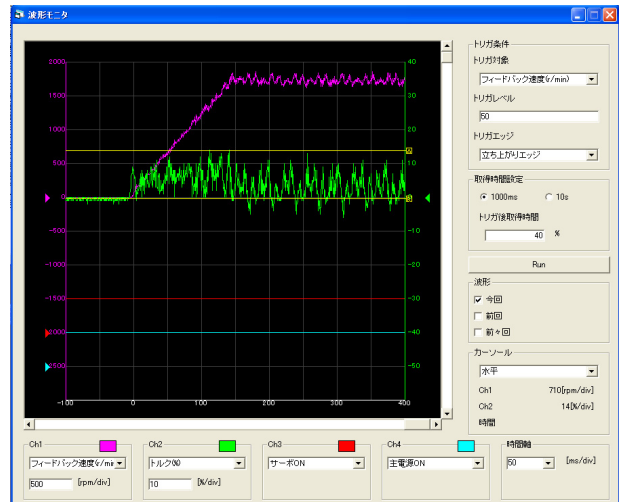 波形モニタ
トリガ条件
トリガ対象
フィードバック速度(r/min)
トリガレベル
50
トリガエッジ
立ち上がりエッジ
取得時間設定
1000ms
10s
トリガ後取得時間
40 %
Run
波形
今回
前回
前々回
カーソール
水平
Ch1 710[rpm/div]
Ch2 14[%/div]
時間
2000
1500
1000
500
0
-500
-1000
-1500
-2000
-2500
40
30
20
10
0
-10
-20
-30
-40
-50
-100 0 100 200 300 400
Ch1
フィードバック速度(r/min
500 [rpm/div]
Ch2
トルク(%)
10 [%/div]
Ch3
サーボON
Ch4
主電源ON
時間軸
50 [ms/div]